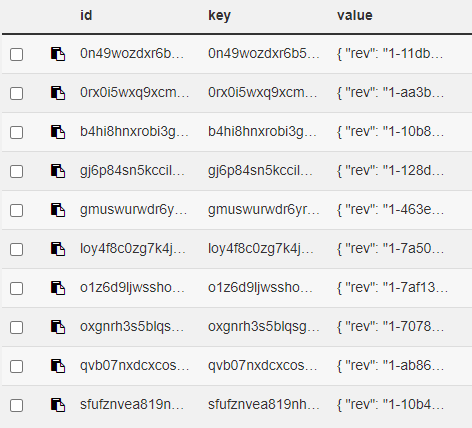 id key value
0n49wozdxr6b… 0n49wozdxr6b5… { "rev": "1-11db…
0rx0i5wxq9xcm… 0rx0i5wxq9xcm… { "rev": "1-aa3b…
b4hi8hnxrobi3g… b4hi8hnxrobi3g… { "rev": "1-10b8…
gj6p84sn5kccil… gj6p84sn5kccil… { "rev": "1-128d…
gmuswurwdr6y… gmuswurwdr6yr… { "rev": "1-463e…
loy4f8c0zg7k4j… loy4f8c0zg7k4j… { "rev": "1-7a50…
o1z6d9ljwssho… o1z6d9ljwssho… { "rev": "1-7af13…
oxgnrh3s5blqs… oxgnrh3s5blqsg… { "rev": "1-7078…
qvb07nxdcxcos… qvb07nxdcxcos… { "rev": "1-ab86…
sfufznvea819n… sfufznvea819nh… { "rev": "1-10b4…